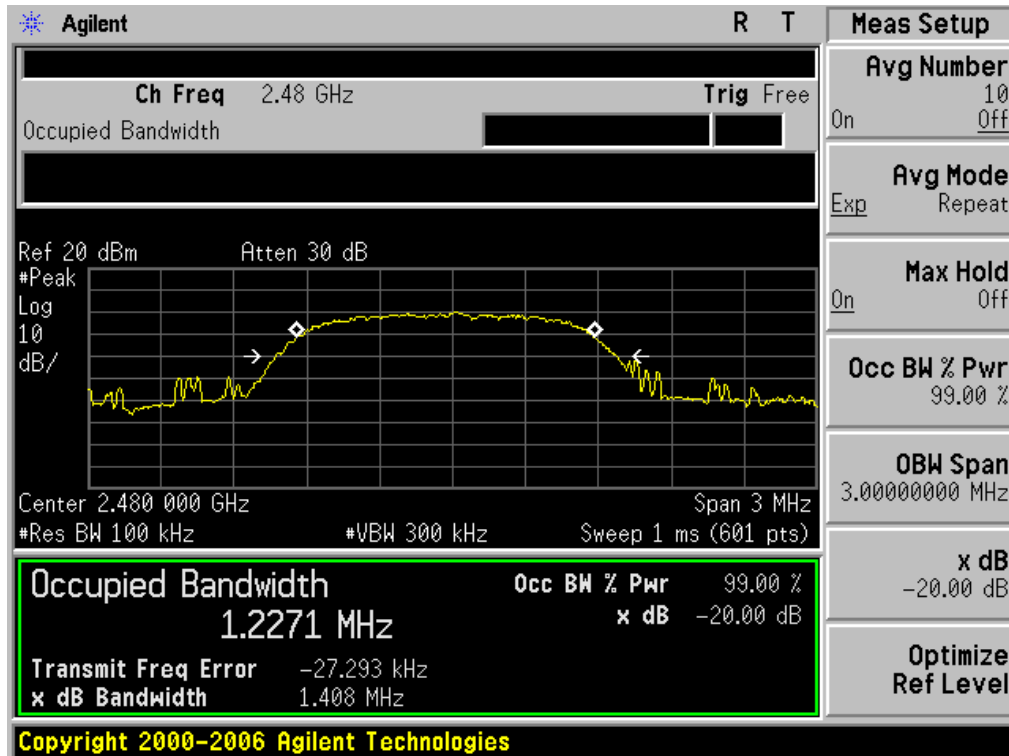 Agilent R T
Ch Freq 2.48 GHz Trig Free
Occupied Bandwidth
Ref 20 dBm Atten 30 dB
#Peak
Log
10
dB/
Center 2.480 000 GHz Span 3 MHz
#Res BW 100 kHz #VBW 300 kHz Sweep 1 ms (601 pts)
Occupied Bandwidth
1.2271 MHz
Occ BW % Pwr 99.00 %
x dB -20.00 dB
Transmit Freq Error -27.293 kHz
x dB Bandwidth 1.408 MHz
Meas Setup
Avg Number
10
On Off
Avg Mode
Exp Repeat
Max Hold
On Off
Occ BW % Pwr
99.00 %
OBW Span
3.00000000 MHz
x dB
-20.00 dB
Optimize
Ref Level
Copyright 2000-2006 Agilent Technologies